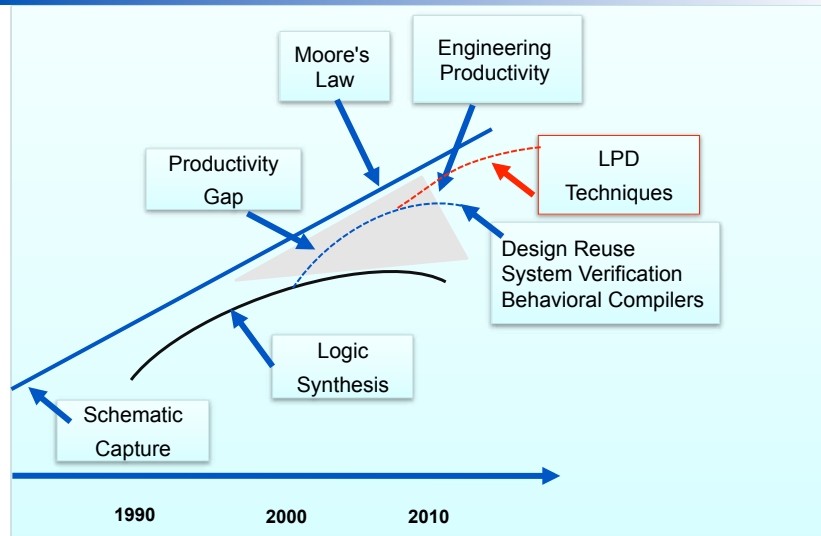 Moore's
Law
Engineering
Productivity
Productivity
Gap
LPD
Techniques
Design Reuse
System Verification
Behavioral Compilers
Logic
Synthesis
Schematic
Capture
1990
2000
2010